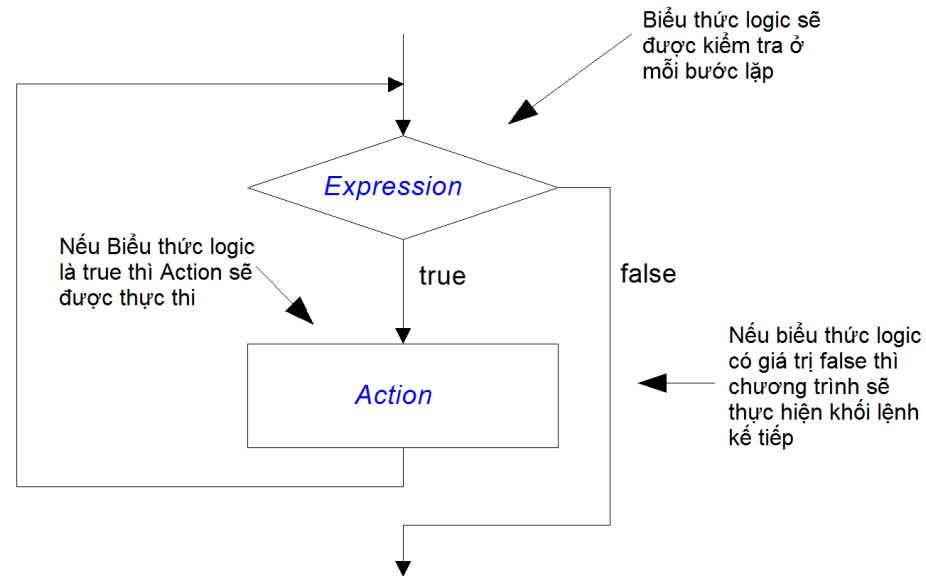 Biểu thức logic sẽ
được kiểm tra ở
mỗi bước lặp
Expression
Nếu Biểu thức logic
là true thì Action sẽ
được thực thi
true
false
Action
Nếu biểu thức logic
có giá trị false thì
chương trình sẽ
thực hiện khối lệnh
kế tiếp